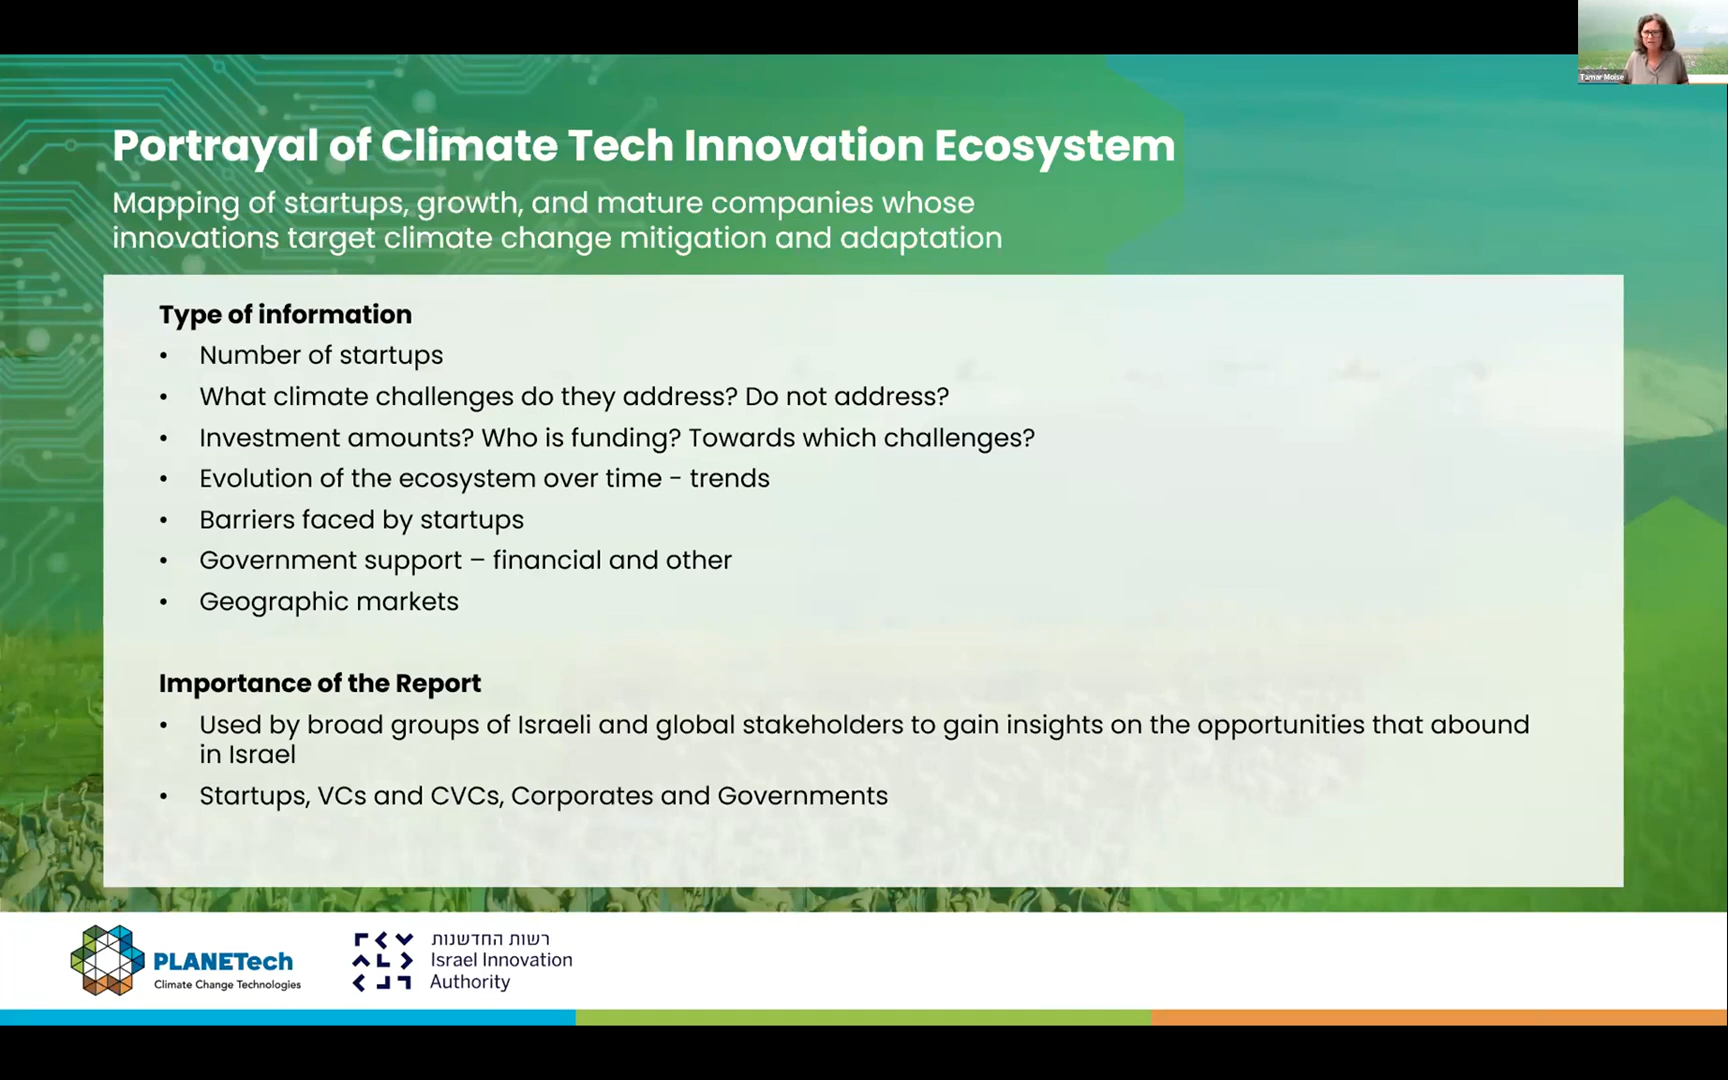 Tamar Moise
Portrayal of Climate Tech Innovation Ecosystem
Mapping of startups, growth, and mature companies whose
innovations target climate change mitigation and adaptation
Type of information
• Number of startups
• What climate challenges do they address? Do not address?
• Investment amounts? Who is funding? Towards which challenges?
• Evolution of the ecosystem over time - trends
• Barriers faced by startups
• Government support – financial and other
• Geographic markets
Importance of the Report
• Used by broad groups of Israeli and global stakeholders to gain insights on the opportunities that abound
in Israel
• Startups, VCs and CVCs, Corporates and Governments
PLANETech
Climate Change Technologies
רשות החדשנות
Israel Innovation
Authority